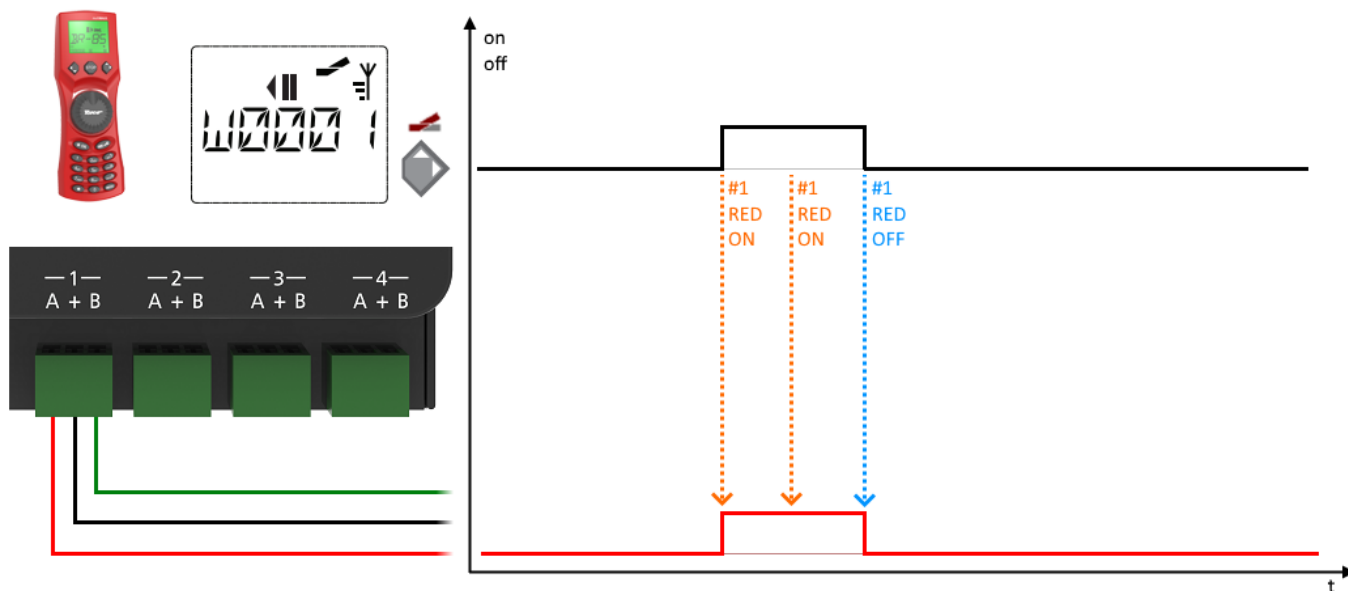 W0001
on
off
#1
RED
ON
#1
RED
ON
#1
RED
OFF
—1— —2— —3— —4—
A + B A + B A + B A + B
t